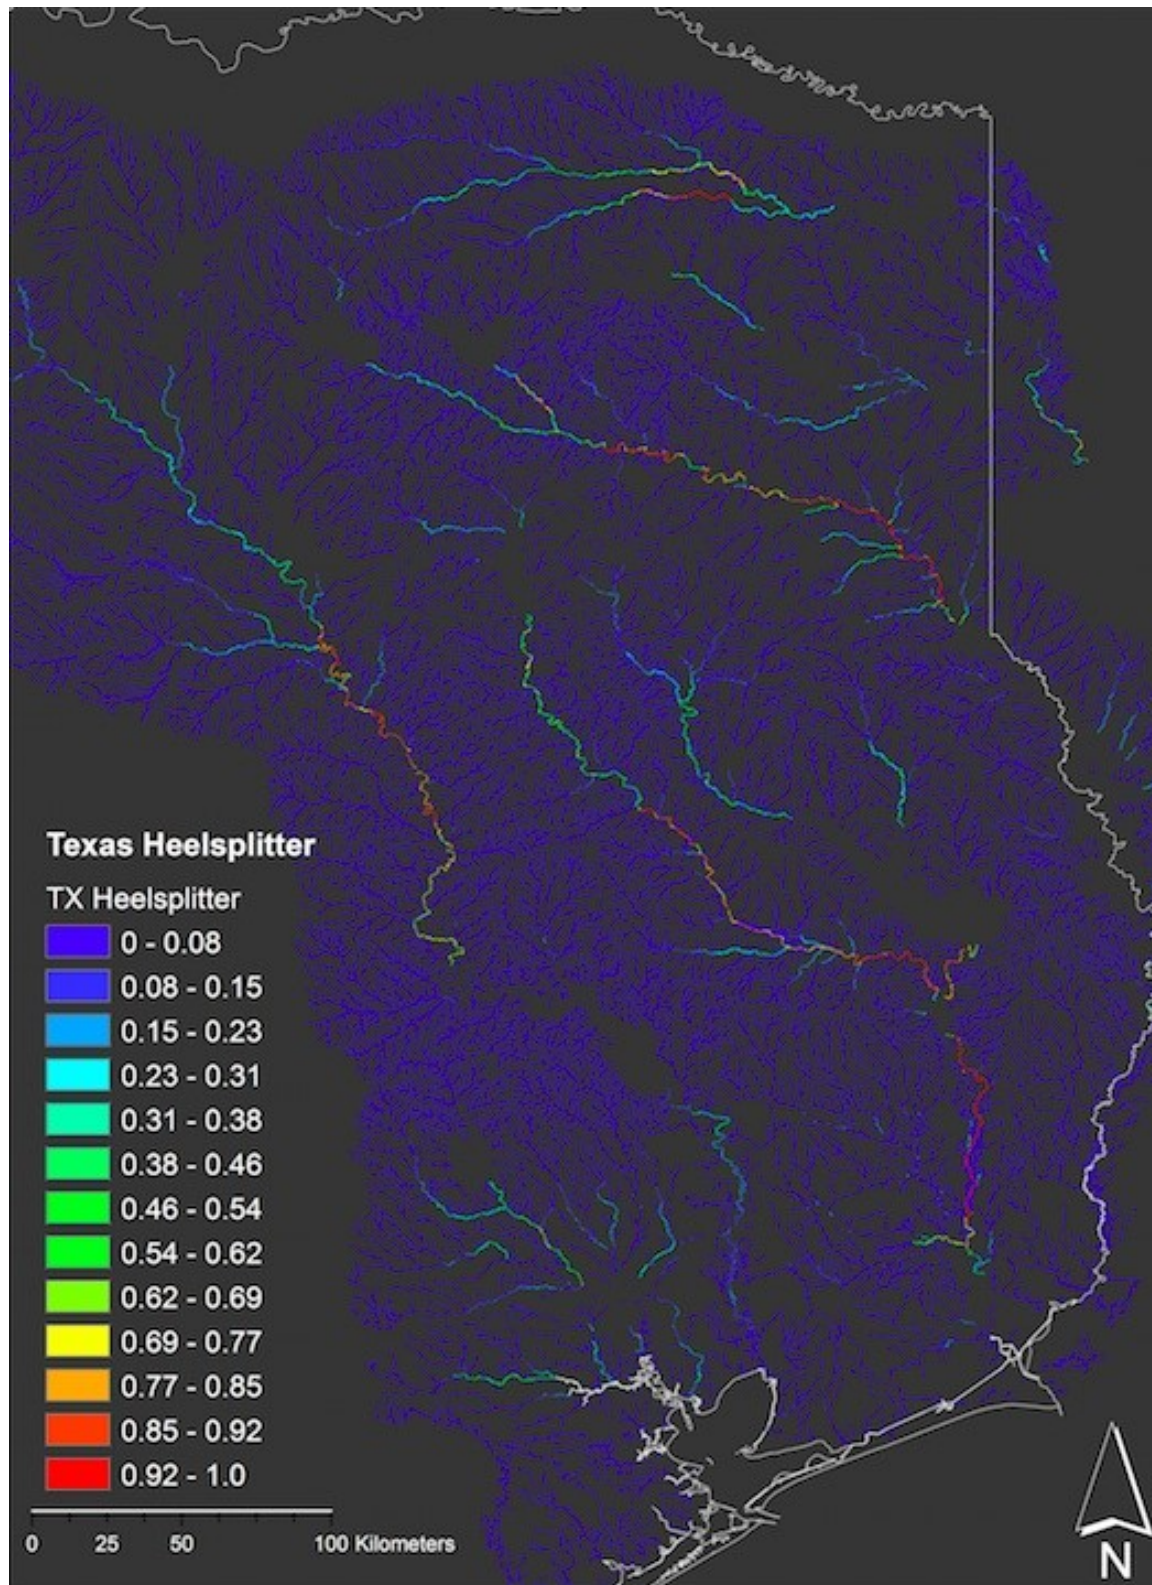 Texas Heelsplitter
TX Heelsplitter
0 - 0.08
0.08 - 0.15
0.15 - 0.23
0.23 - 0.31
0.31 - 0.38
0.38 - 0.46
0.46 - 0.54
0.54 - 0.62
0.62 - 0.69
0.69 - 0.77
0.77 - 0.85
0.85 - 0.92
0.92 - 1.0
0 25 50 100 Kilometers
N